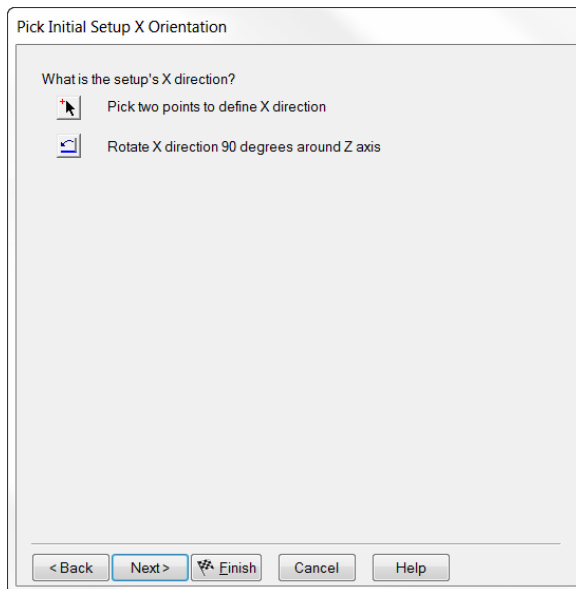 Pick Initial Setup X Orientation
What is the setup's X direction?
Pick two points to define X direction
Rotate X direction 90 degrees around Z axis
< Back Next > Finish Cancel Help